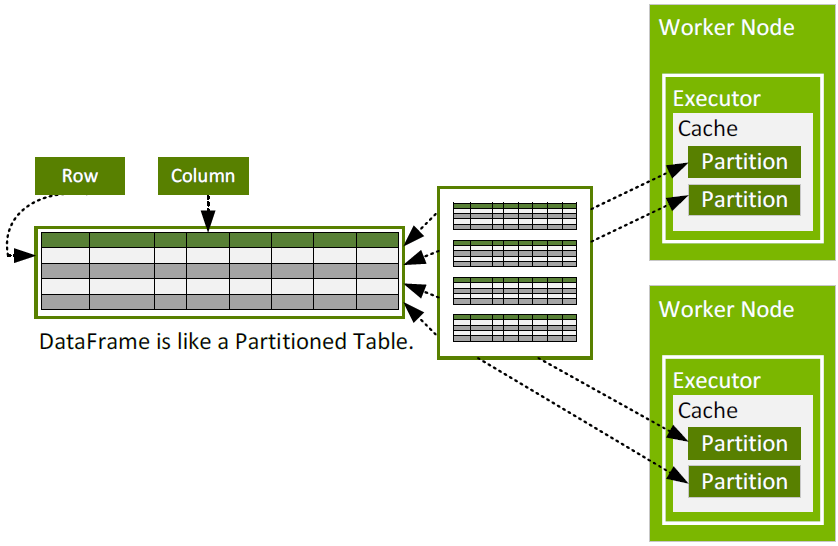 Row
Column
DataFrame is like a Partitioned Table.
Worker Node
Executor
Cache
Partition
Partition
Worker Node
Executor
Cache
Partition
Partition